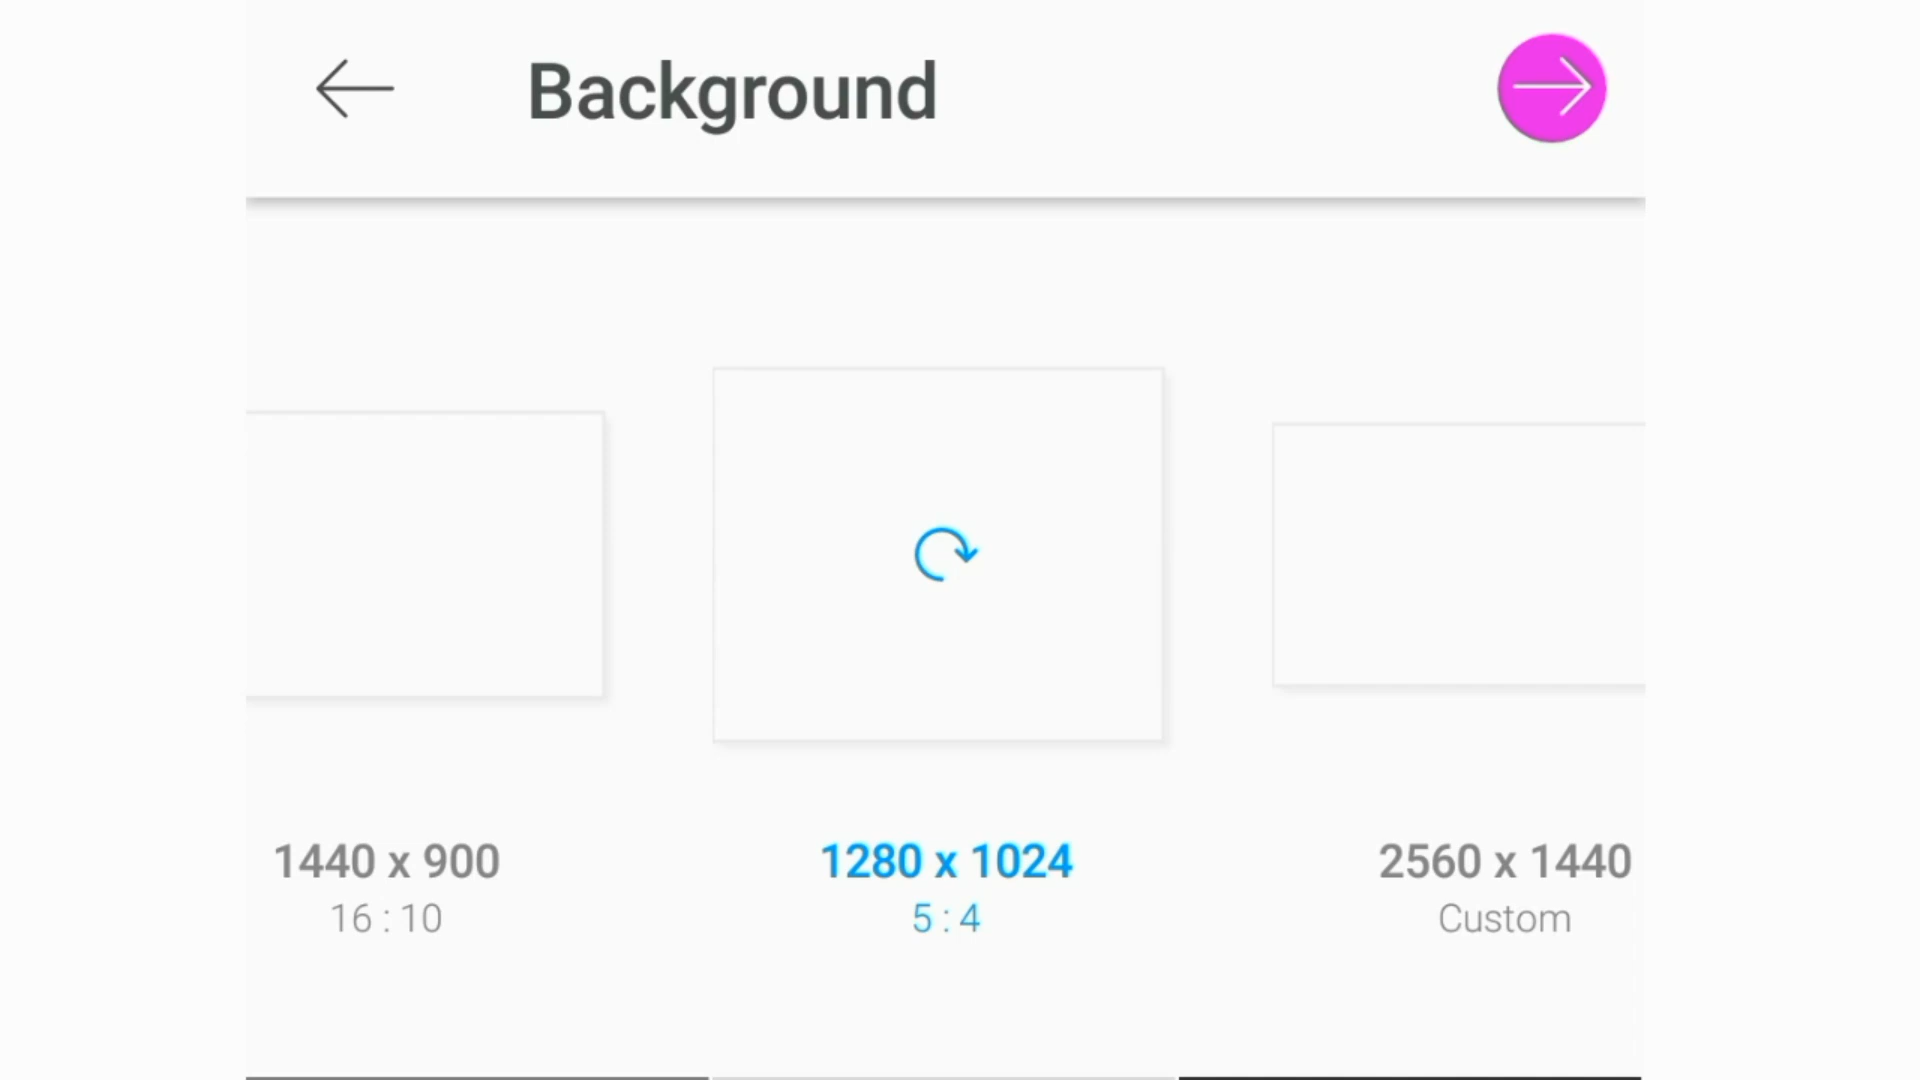 Background
1440 x 900
16 : 10
1280 x 1024
5 : 4
2560 x 1440
Custom